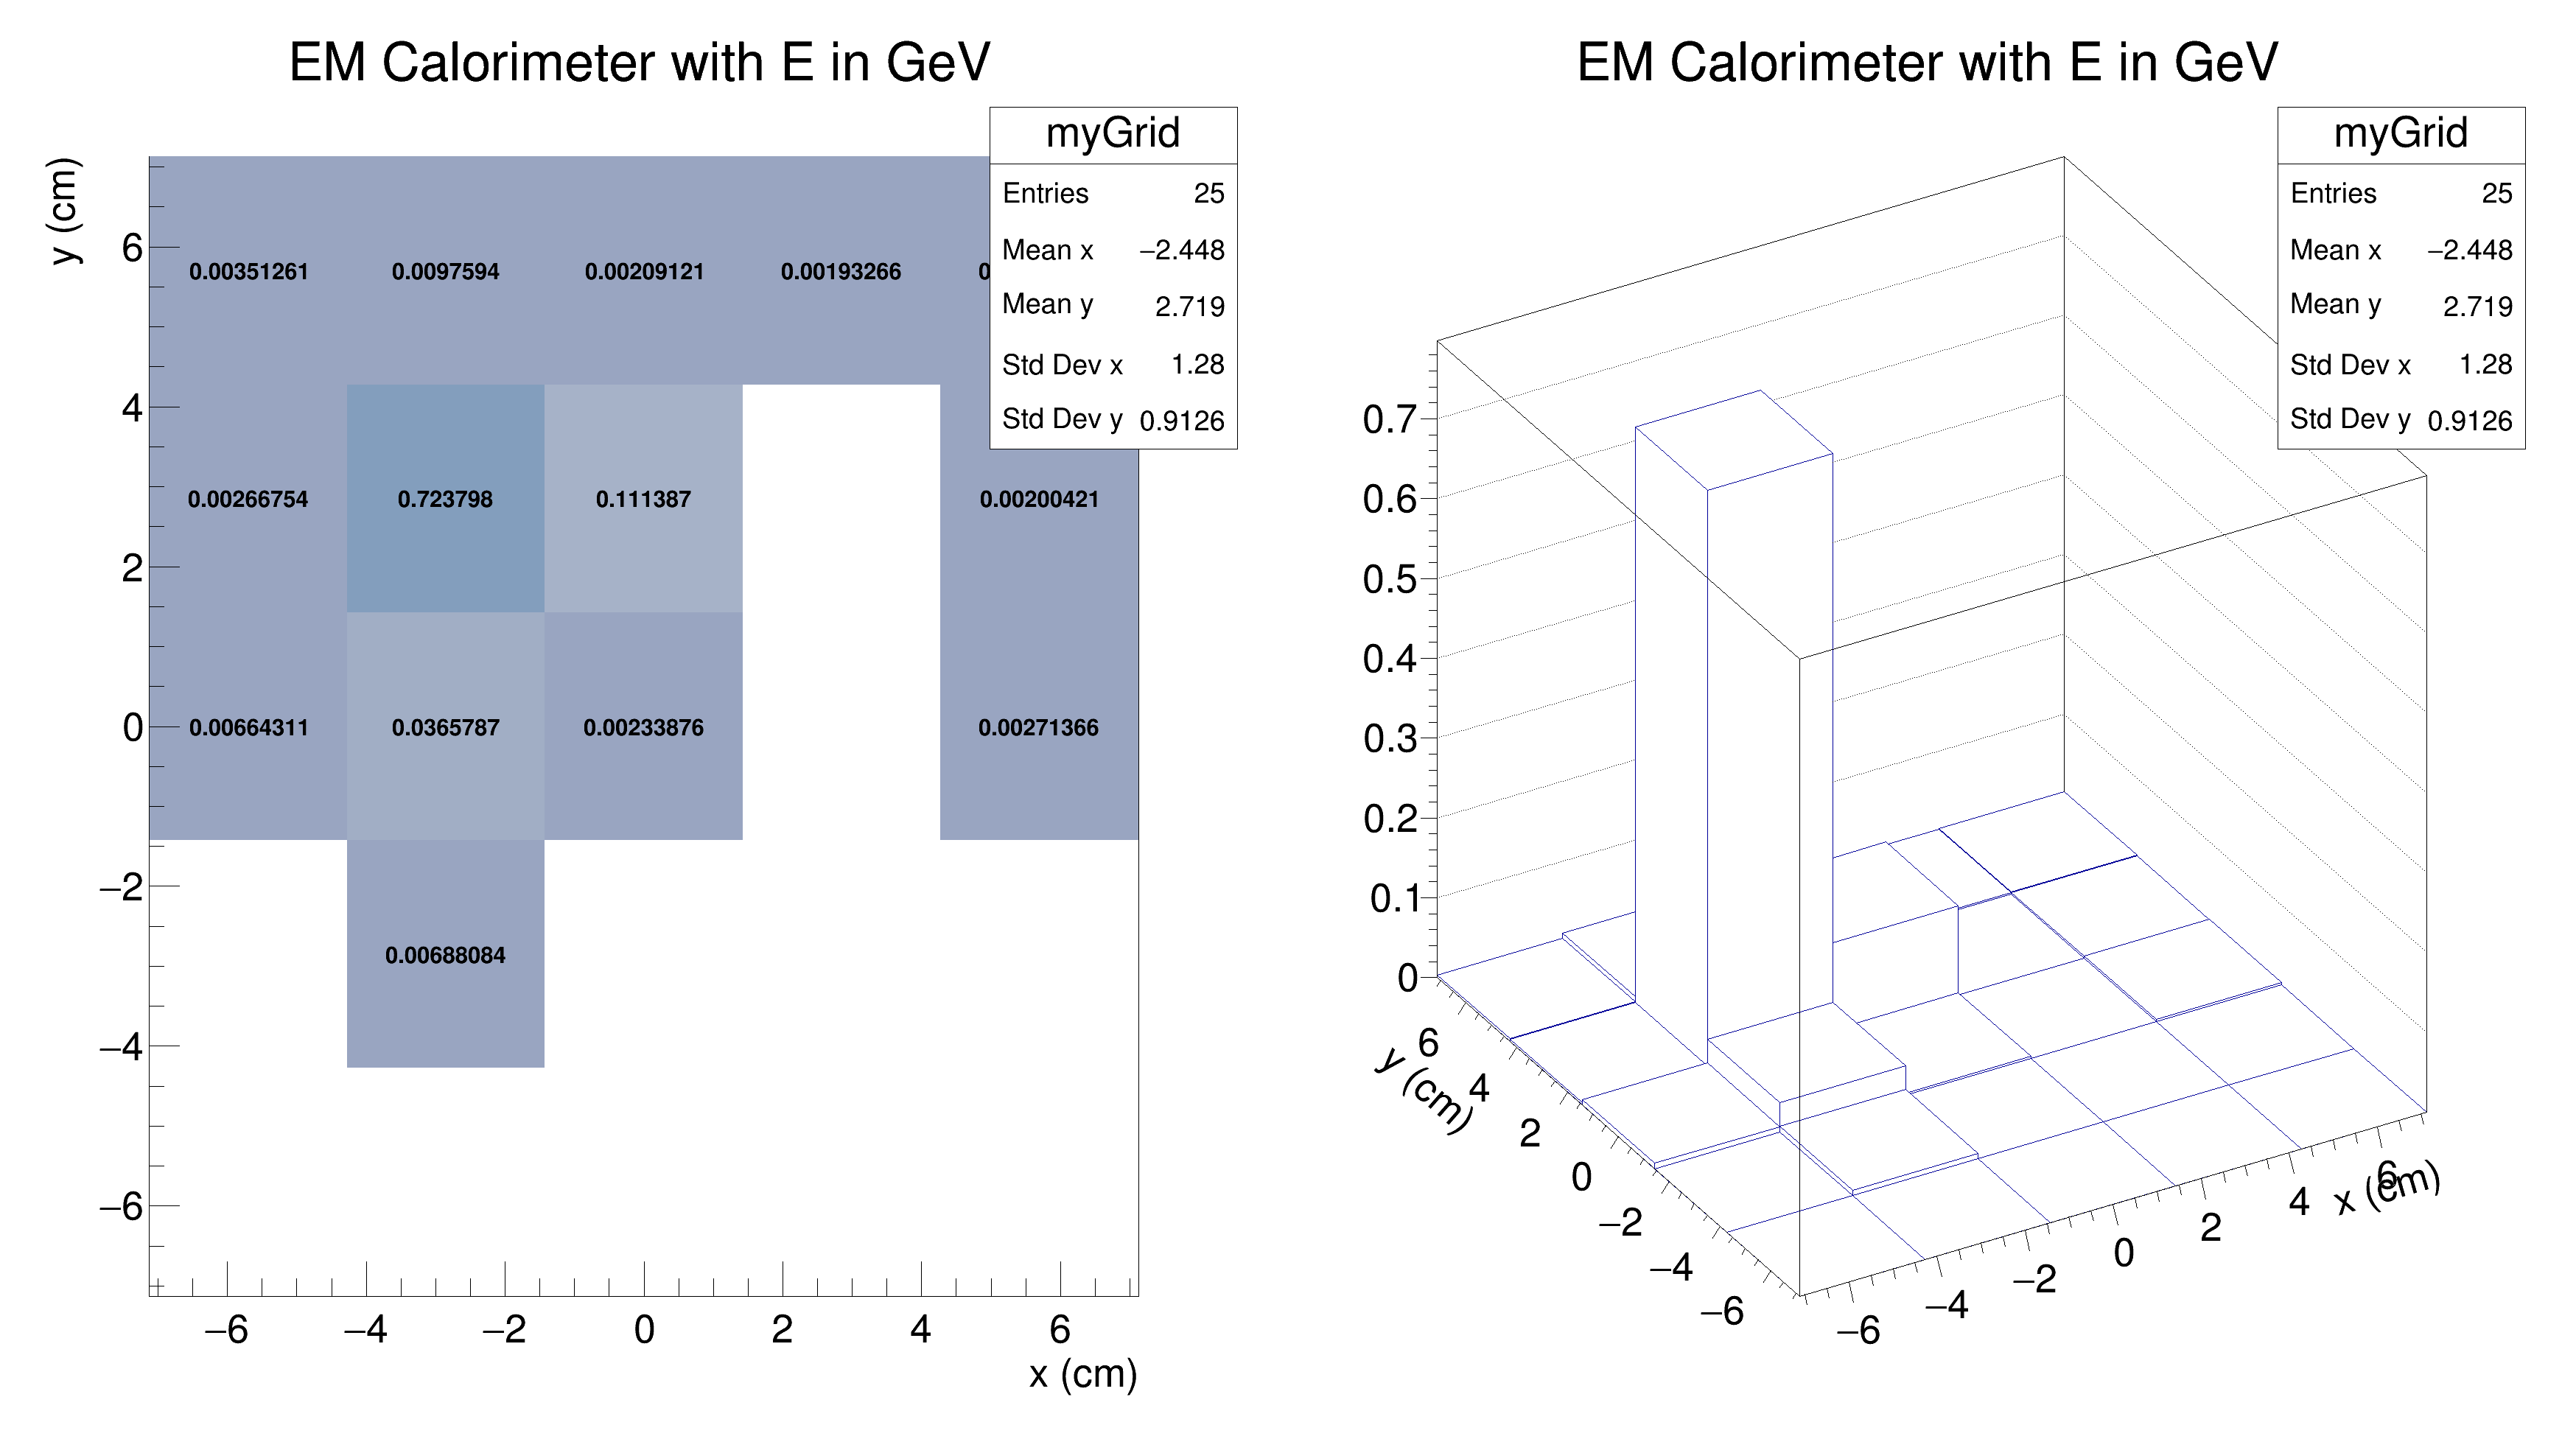 EM Calorimeter with E in GeV
myGrid
Entries 25
Mean x −2.448
Mean y 2.719
Std Dev x 1.28
Std Dev y 0.9126
y (cm)
6
4
2
0
−2
−4
−6
0.00351261 0.0097594 0.00209121 0.00193266
0.00266754 0.723798 0.111387 0.00200421
0.00664311 0.0365787 0.00233876 0.00271366
0.00688084
−6 −4 −2 0 2 4 6
x (cm)
EM Calorimeter with E in GeV
myGrid
Entries 25
Mean x −2.448
Mean y 2.719
Std Dev x 1.28
Std Dev y 0.9126
0.7
0.6
0.5
0.4
0.3
0.2
0.1
0
y (cm)
6
4
2
0
−2
−4
−6
−6 −4 −2 0 2 4 6
x (cm)